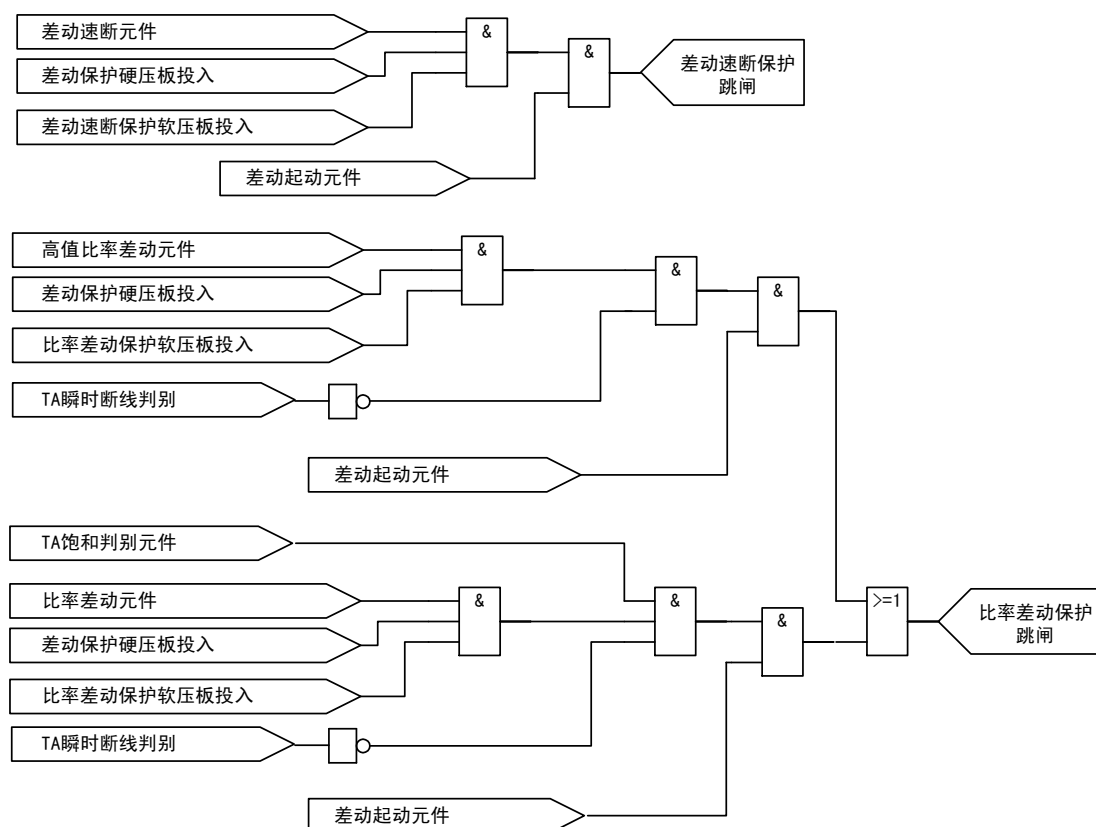 差动速断元件
&
&
差动保护硬压板投入
差动速断保护
跳闸
差动速断保护软压板投入
差动起动元件
高值比率差动元件
&
&
差动保护硬压板投入
&
比率差动保护软压板投入
TA瞬时断线判别
差动起动元件
TA饱和判别元件
比率差动元件
&
&
>=1
比率差动保护
跳闸
差动保护硬压板投入
&
比率差动保护软压板投入
TA瞬时断线判别
差动起动元件